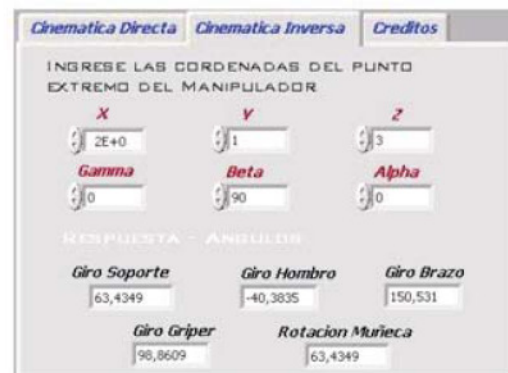 Cinematica Directa Cinematica Inversa Creditos
INGRESE LAS CORDENADAS DEL PUNTO
EXTREMO DEL MANIPULADOR
X Y Z
2E+0 1 3
Gamma Beta Alpha
0 90 0
RESPUESTA - ANGULOS
Giro Soporte Giro Hombro Giro Brazo
63,4349 -40,3835 150,531
Giro Griper Rotacion Muñeca
98,8609 63,4349